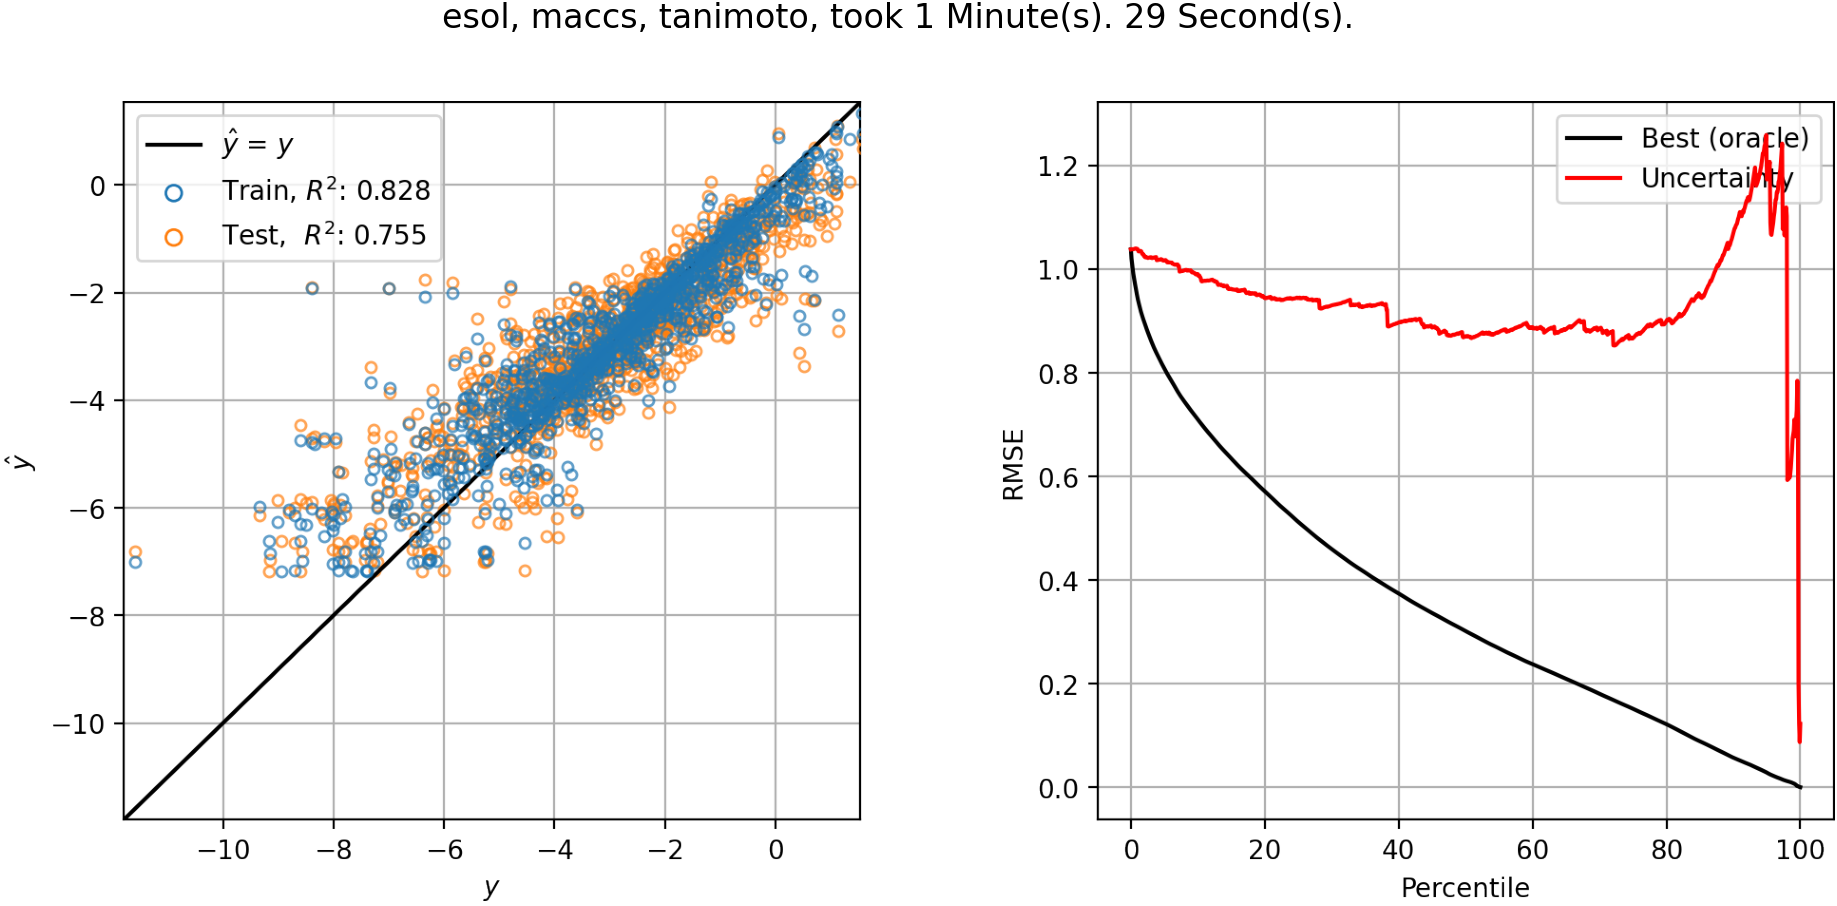 esol, maccs, tanimoto, took 1 Minute(s). 29 Second(s).
ŷ = y
Train, R²: 0.828
Test, R²: 0.755
0
−2
−4
−6
−8
−10
ŷ
−10 −8 −6 −4 −2 0
y
Best (oracle)
Uncertainty
1.2
1.0
0.8
0.6
0.4
0.2
0.0
RMSE
0 20 40 60 80 100
Percentile